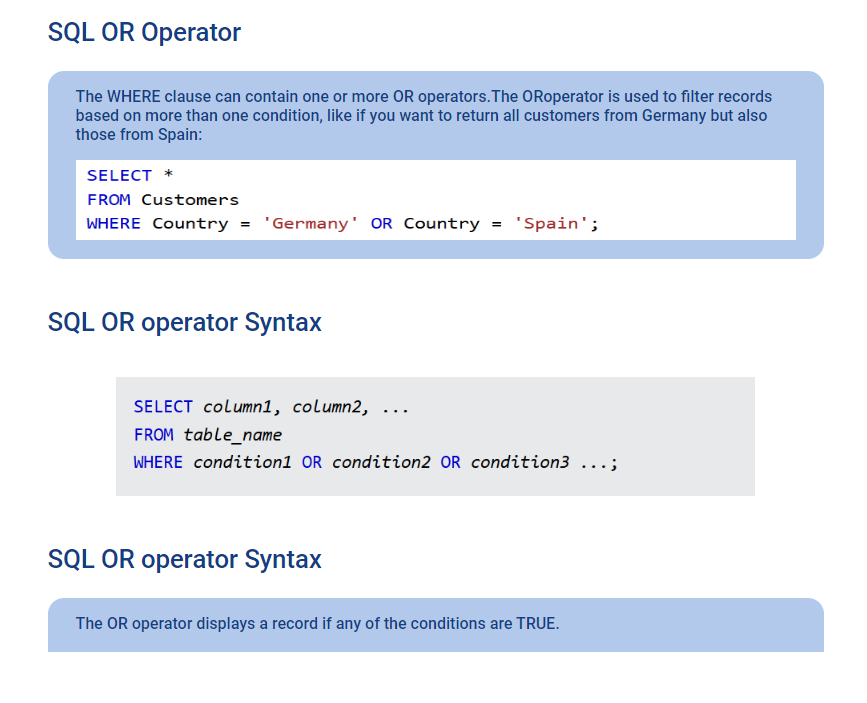 SQL OR Operator
The WHERE clause can contain one or more OR operators.The ORoperator is used to filter records
based on more than one condition, like if you want to return all customers from Germany but also
those from Spain:
SELECT *
FROM Customers
WHERE Country = 'Germany' OR Country = 'Spain';
SQL OR operator Syntax
SELECT column1, column2, ...
FROM table_name
WHERE condition1 OR condition2 OR condition3 ...;
SQL OR operator Syntax
The OR operator displays a record if any of the conditions are TRUE.